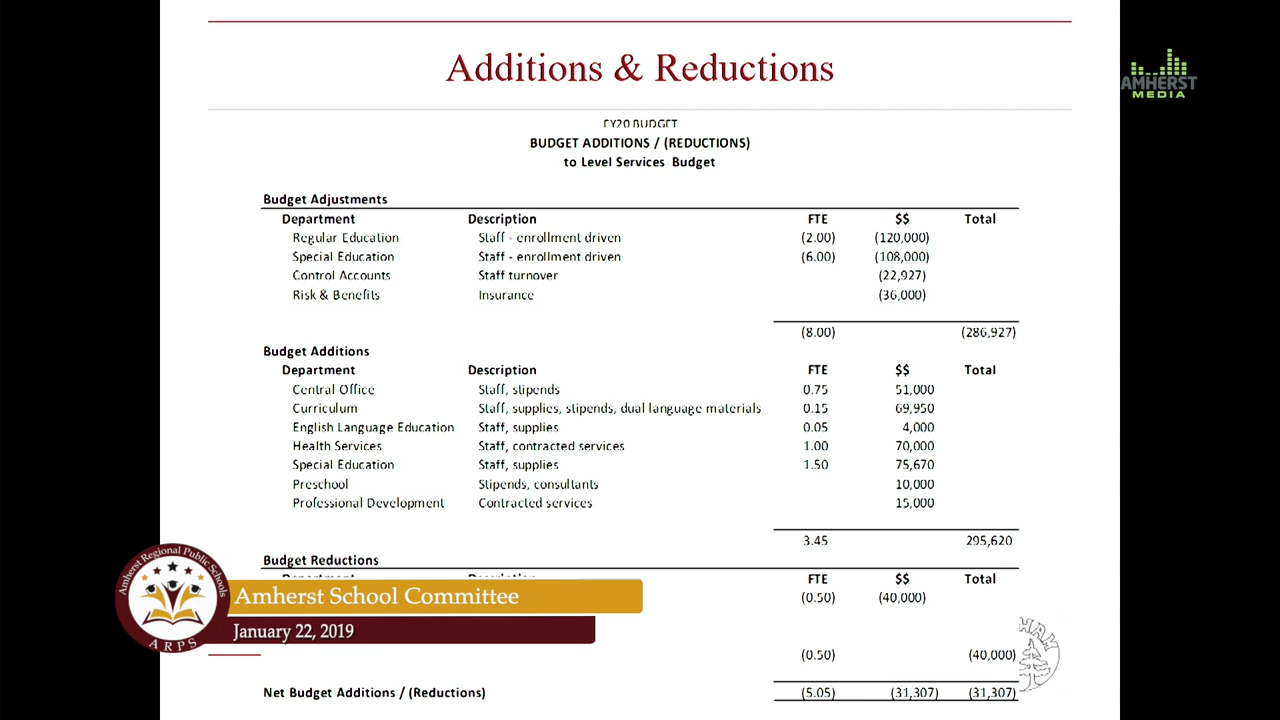 Additions & Reductions
AMHERST
MEDIA
FY20 BUDGET
BUDGET ADDITIONS / (REDUCTIONS)
to Level Services Budget
Budget Adjustments
Department Description FTE $$ Total
Regular Education Staff - enrollment driven (2.00) (120,000)
Special Education Staff - enrollment driven (6.00) (108,000)
Control Accounts Staff turnover (22,927)
Risk & Benefits Insurance (36,000)
(8.00) (286,927)
Budget Additions
Department Description FTE $$ Total
Central Office Staff, stipends 0.75 51,000
Curriculum Staff, supplies, stipends, dual language materials 0.15 69,950
English Language Education Staff, supplies 0.05 4,000
Health Services Staff, contracted services 1.00 70,000
Special Education Staff, supplies 1.50 75,670
Preschool Stipends, consultants 10,000
Professional Development Contracted services 15,000
3.45 295,620
Budget Reductions
FTE $$ Total
(0.50) (40,000)
Amherst Regional Public Schools
ARPS
Amherst School Committee
January 22, 2019
(0.50) (40,000)
Net Budget Additions / (Reductions) (5.05) (31,307) (31,307)